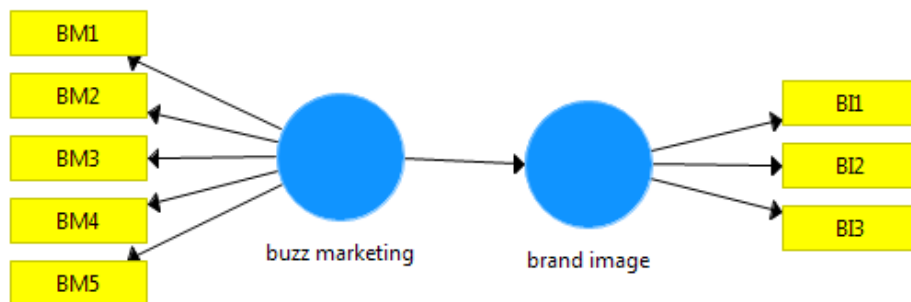 BM1
BM2
BM3
BM4
BM5
buzz marketing
brand image
BI1
BI2
BI3